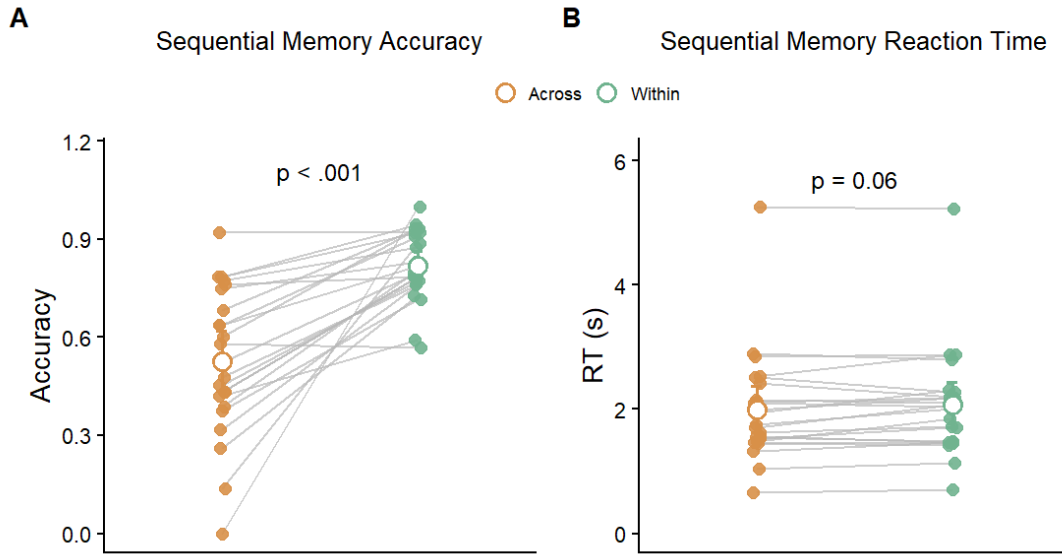 A
Sequential Memory Accuracy
B
Sequential Memory Reaction Time
Across
Within
1.2
p < .001
0.9
0.6
0.3
0.0
Accuracy
6
p = 0.06
4
2
0
RT (s)